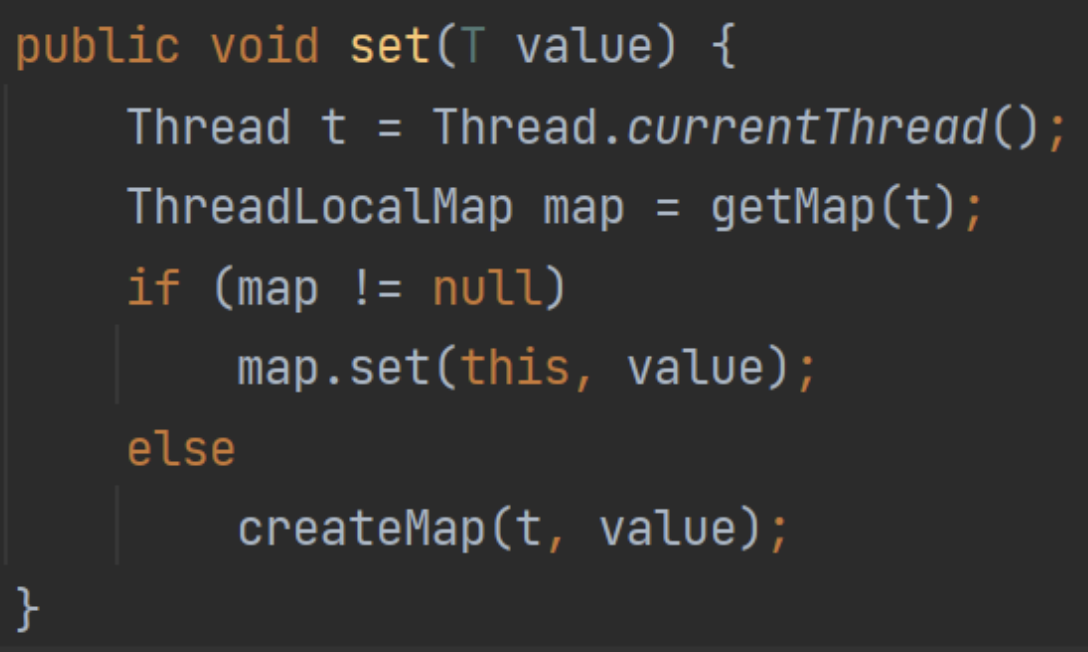 public void set(T value) {
    Thread t = Thread.currentThread();
    ThreadLocalMap map = getMap(t);
    if (map != null)
        map.set(this, value);
    else
        createMap(t, value);
}